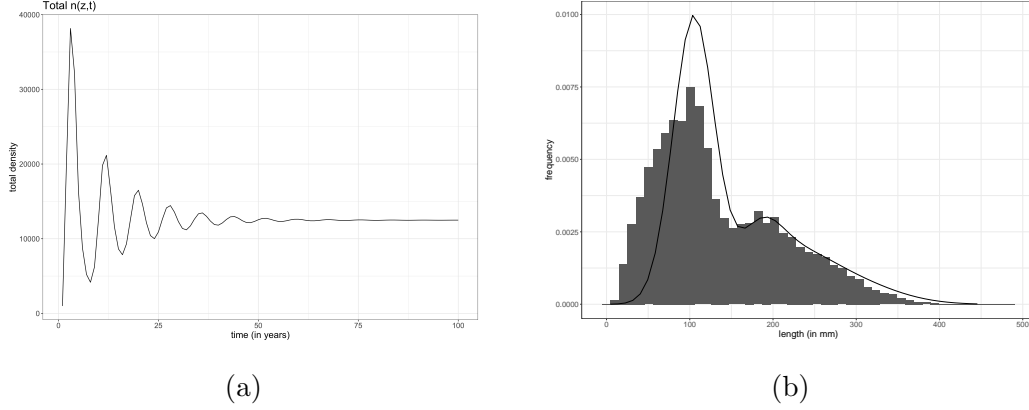 Total n(z,t)
total density
40000
30000
20000
10000
0
0 25 50 75 100
time (in years)
(a)
frequency
0.0100
0.0075
0.0050
0.0025
0.0000
0 100 200 300 400 500
length (in mm)
(b)